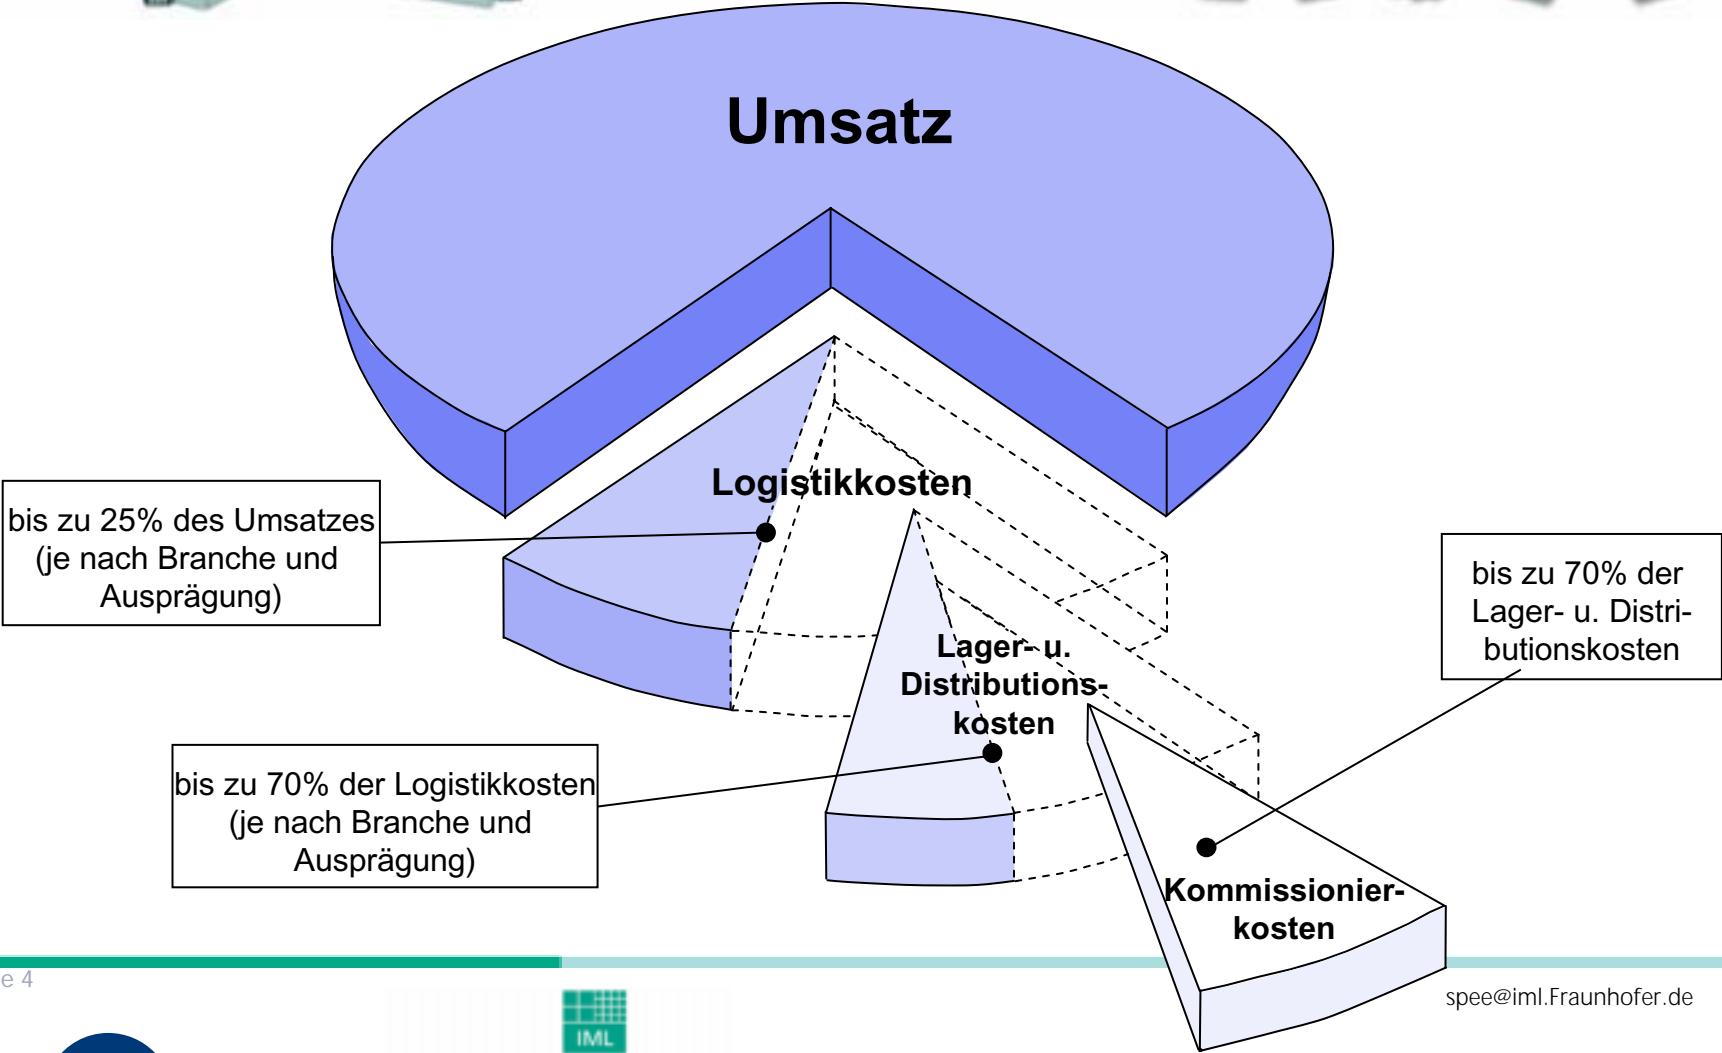 Umsatz
Logistikkosten
bis zu 25% des Umsatzes
(je nach Branche und
Ausprägung)
bis zu 70% der
Lager- u. Distri-
butionskosten
Lager- u.
Distributions-
kosten
bis zu 70% der Logistikkosten
(je nach Branche und
Ausprägung)
Kommissionier-
kosten
e 4
spee@iml.Fraunhofer.de
IML